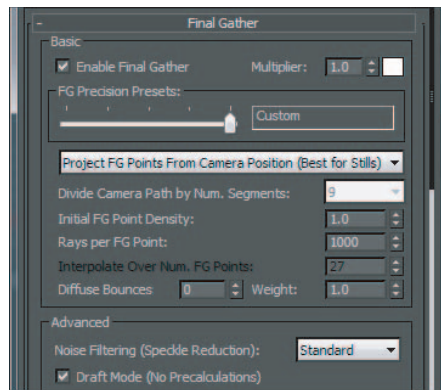 - Final Gather
Basic
Enable Final Gather Multiplier: 1.0
FG Precision Presets:
Custom
Project FG Points From Camera Position (Best for Stills)
Divide Camera Path by Num. Segments: 9
Initial FG Point Density: 1.0
Rays per FG Point: 1000
Interpolate Over Num. FG Points: 27
Diffuse Bounces 0 Weight: 1.0
Advanced
Noise Filtering (Speckle Reduction): Standard
Draft Mode (No Precalculations)